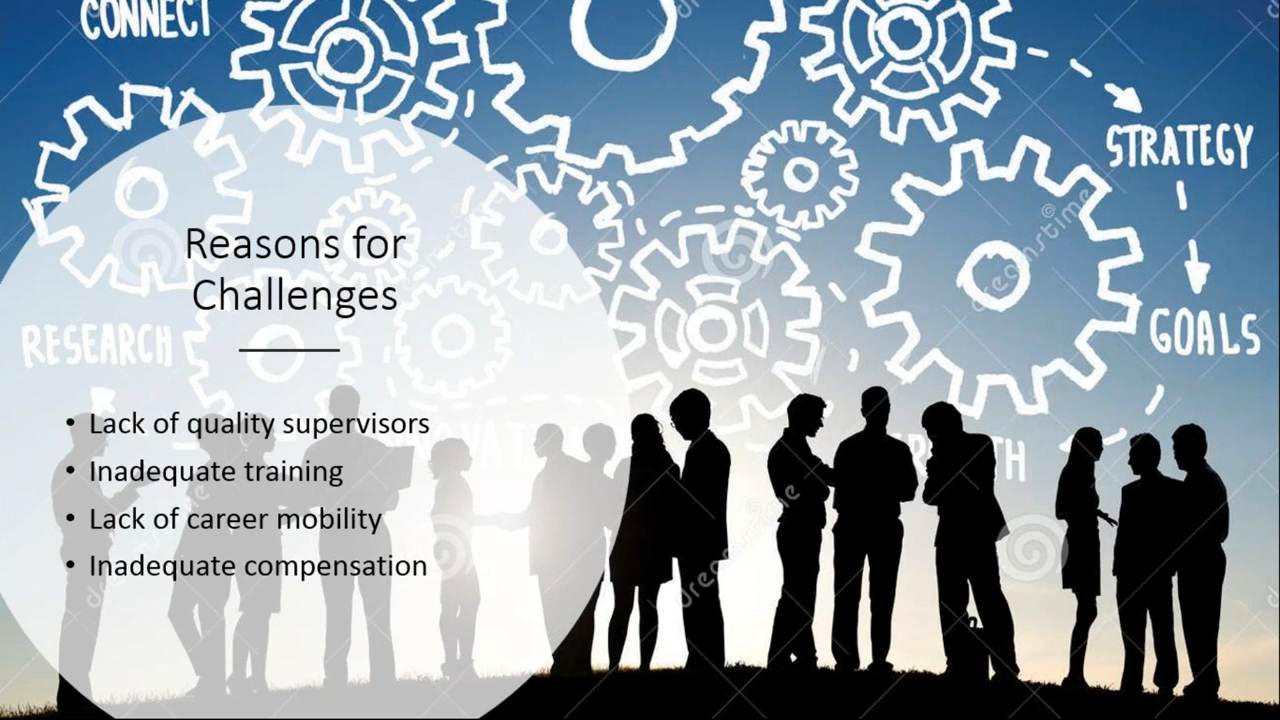 CONNECT
STRATEGY
GOALS
RESEARCH
Reasons for
Challenges
• Lack of quality supervisors
• Inadequate training
• Lack of career mobility
• Inadequate compensation
dreamstime